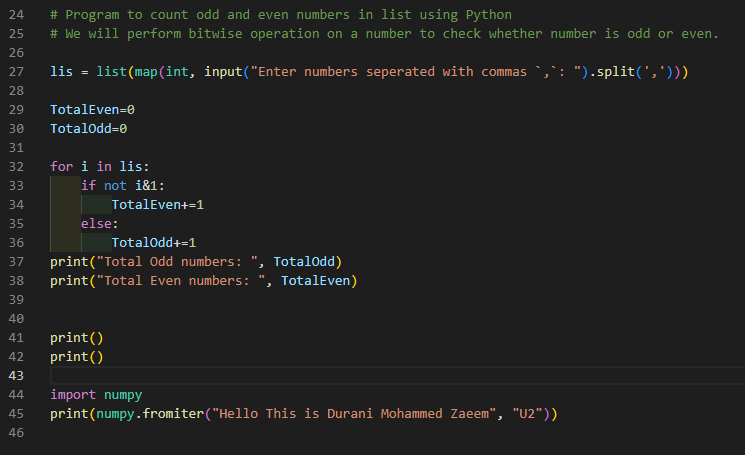 24 # Program to count odd and even numbers in list using Python
25 # We will perform bitwise operation on a number to check whether number is odd or even.
26
27 lis = list(map(int, input("Enter numbers seperated with commas `,`: ").split(',')))
28
29 TotalEven=0
30 TotalOdd=0
31
32 for i in lis:
33     if not i&1:
34         TotalEven+=1
35     else:
36         TotalOdd+=1
37 print("Total Odd numbers: ", TotalOdd)
38 print("Total Even numbers: ", TotalEven)
39
40
41 print()
42 print()
43
44 import numpy
45 print(numpy.fromiter("Hello This is Durani Mohammed Zaeem", "U2"))
46